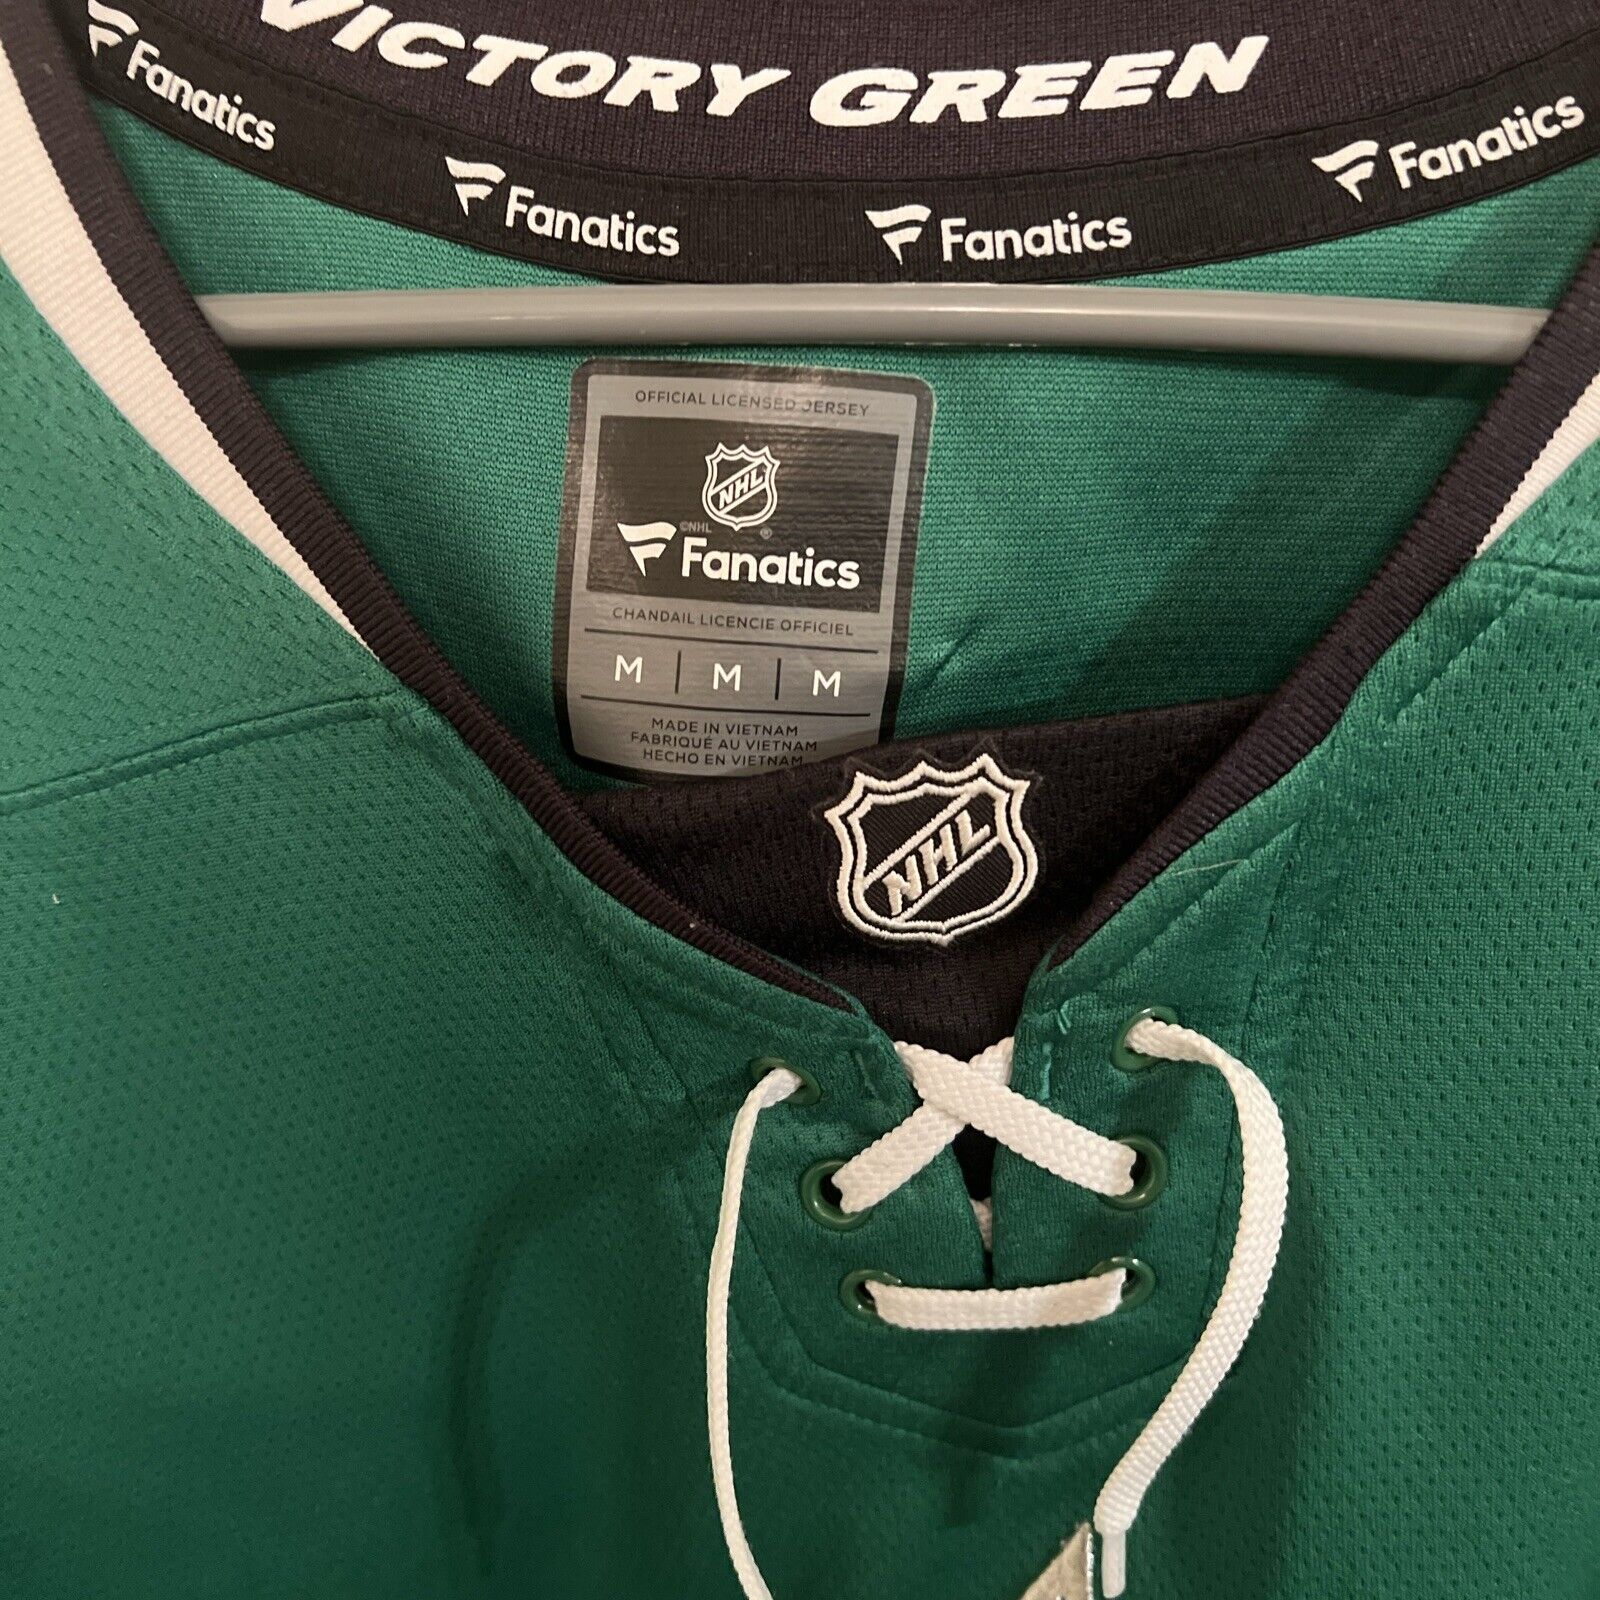 VICTORY GREEN
Fanatics
Fanatics
Fanatics
Fanatics
OFFICIAL LICENSED JERSEY
NHL
©NHL
®
Fanatics
CHANDAIL LICENCIE OFFICIEL
M | M | M
MADE IN VIETNAM
FABRIQUÉ AU VIETNAM
HECHO EN VIETNAM
NHL